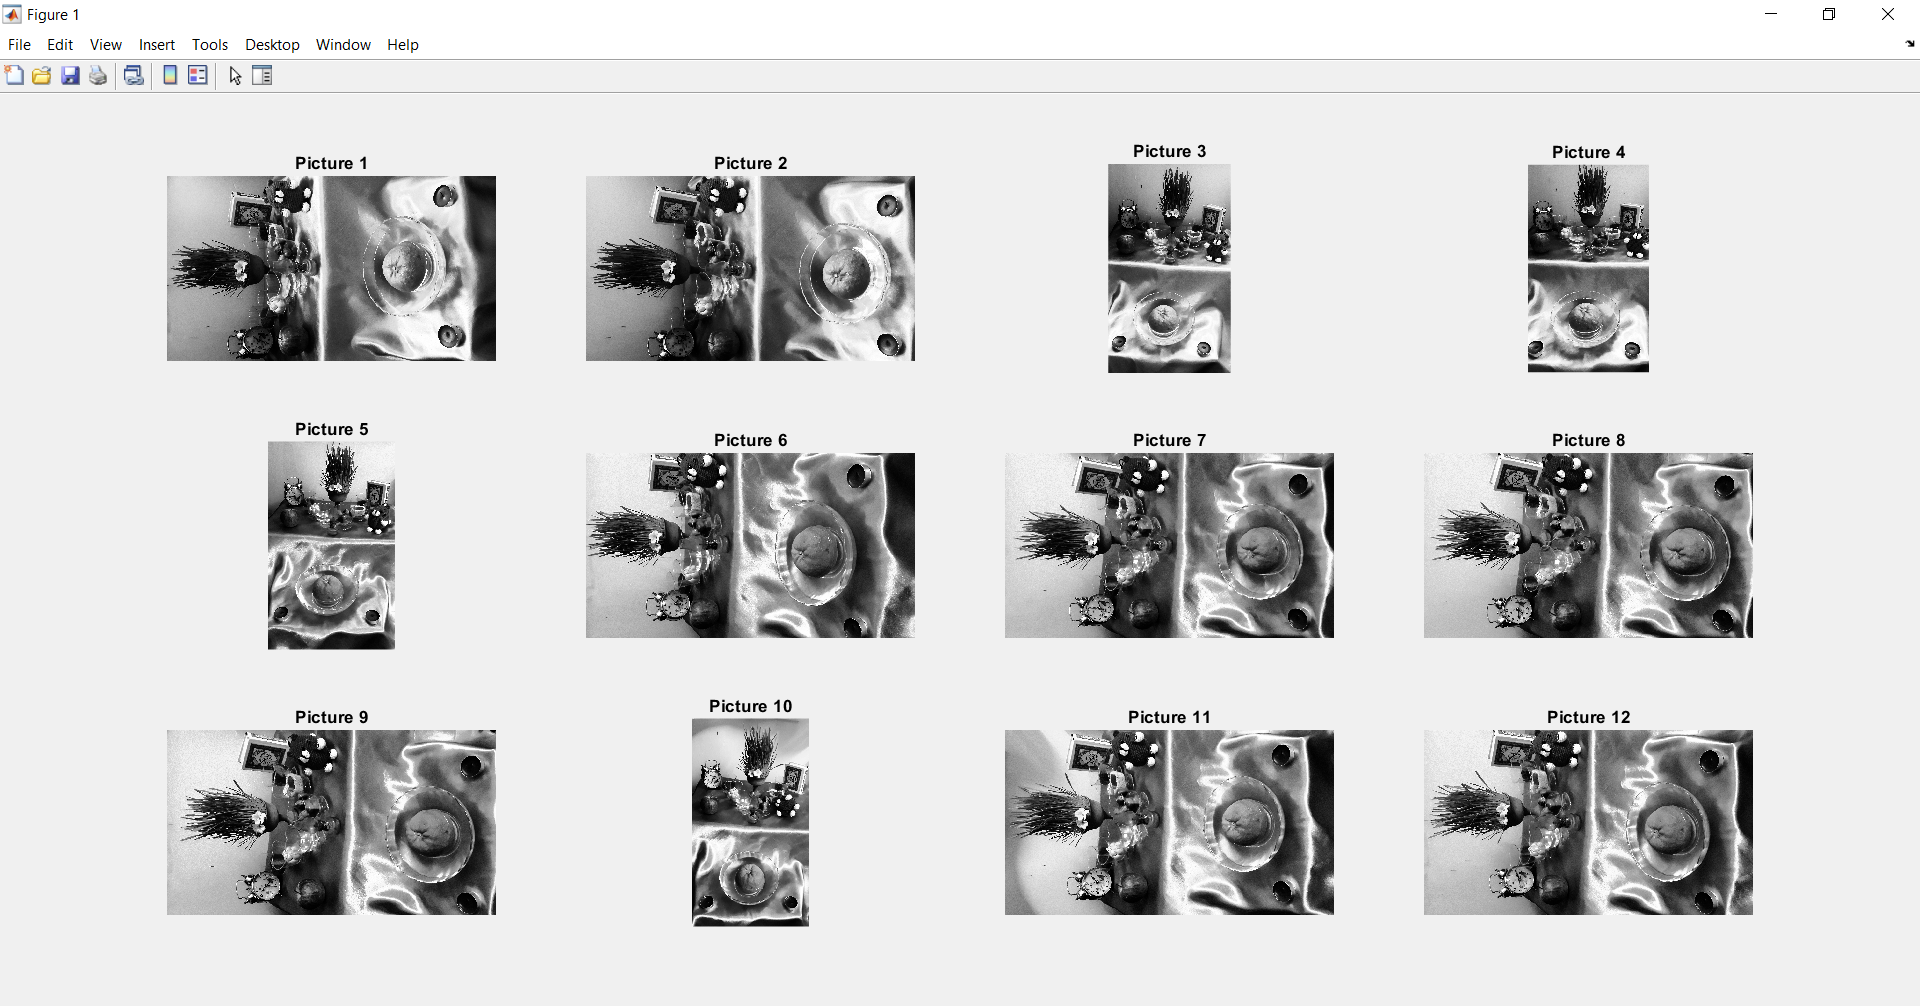 Figure 1
File Edit View Insert Tools Desktop Window Help
Picture 1
Picture 2
Picture 3
Picture 4
Picture 5
Picture 6
Picture 7
Picture 8
Picture 9
Picture 10
Picture 11
Picture 12